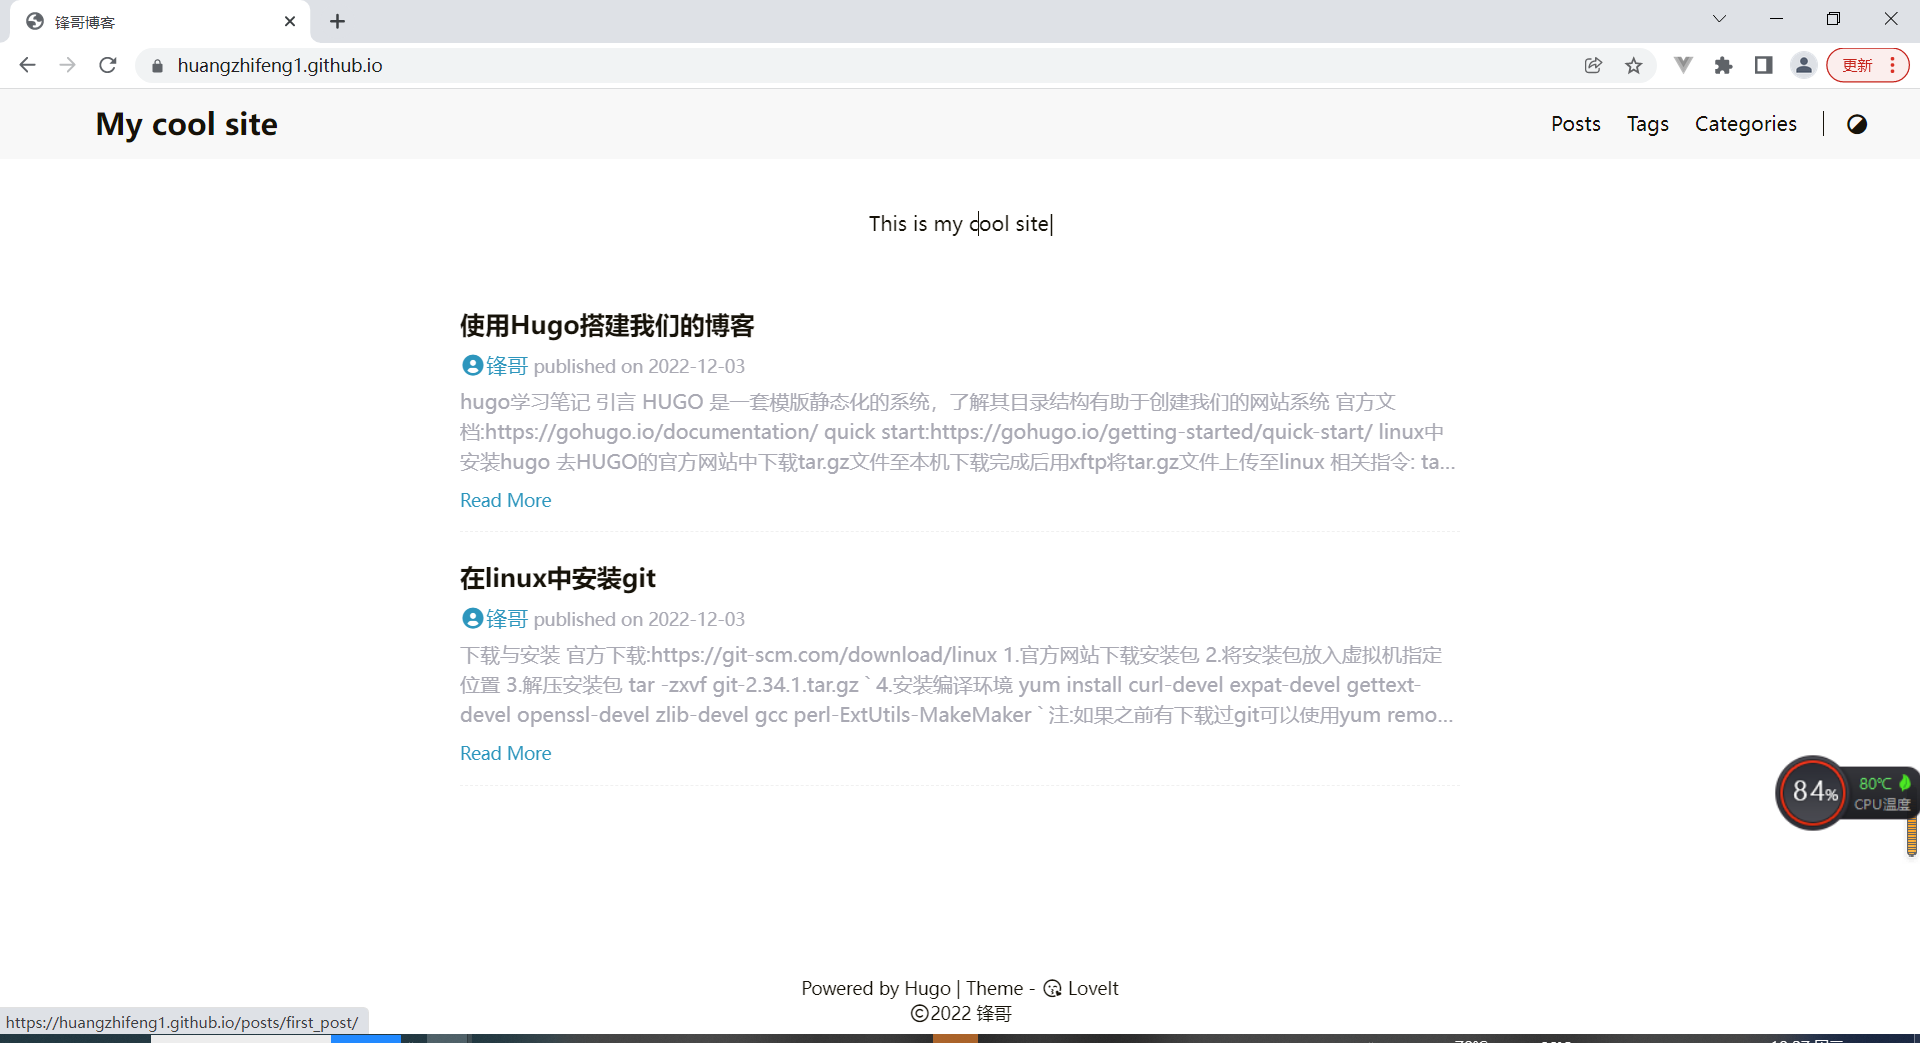 锋哥博客
huangzhifeng1.github.io
更新
My cool site
Posts Tags Categories
This is my cool site|
使用Hugo搭建我们的博客
锋哥 published on 2022-12-03
hugo学习笔记 引言 HUGO 是一套模版静态化的系统，了解其目录结构有助于创建我们的网站系统 官方文
档:https://gohugo.io/documentation/ quick start:https://gohugo.io/getting-started/quick-start/ linux中
安装hugo 去HUGO的官方网站中下载tar.gz文件至本机下载完成后用xftp将tar.gz文件上传至linux 相关指令: ta...
Read More
在linux中安装git
锋哥 published on 2022-12-03
下载与安装 官方下载:https://git-scm.com/download/linux 1.官方网站下载安装包 2.将安装包放入虚拟机指定
位置 3.解压安装包 tar -zxvf git-2.34.1.tar.gz ` 4.安装编译环境 yum install curl-devel expat-devel gettext-
devel openssl-devel zlib-devel gcc perl-ExtUtils-MakeMaker ` 注:如果之前有下载过git可以使用yum remo...
Read More
84%
80℃
CPU温度
Powered by Hugo | Theme - LoveIt
©2022 锋哥
https://huangzhifeng1.github.io/posts/first_post/